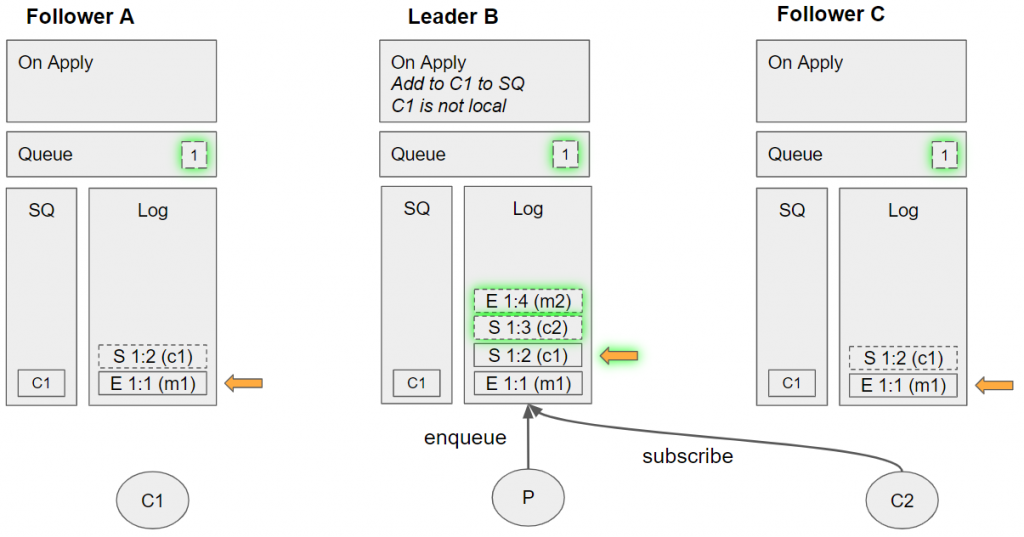 Follower A
On Apply
Queue
1
SQ
Log
S 1:2 (c1)
E 1:1 (m1)
C1
C1
Leader B
On Apply
Add to C1 to SQ
C1 is not local
Queue
1
SQ
Log
E 1:4 (m2)
S 1:3 (c2)
S 1:2 (c1)
E 1:1 (m1)
C1
enqueue
P
Follower C
On Apply
Queue
1
SQ
Log
S 1:2 (c1)
E 1:1 (m1)
C1
subscribe
C2